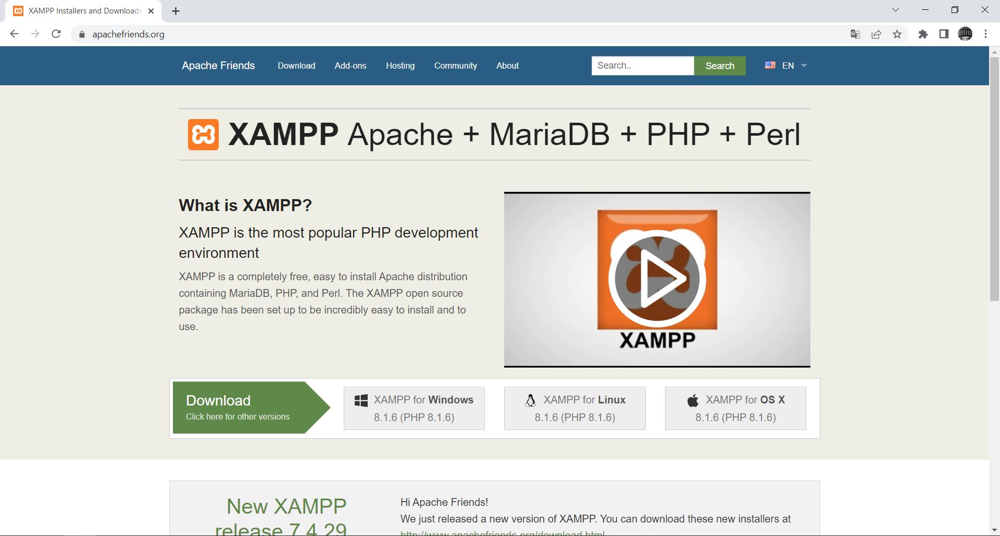 XAMPP Installers and Downloads
apachefriends.org
Apache Friends
Download
Add-ons
Hosting
Community
About
Search..
Search
EN
XAMPP Apache + MariaDB + PHP + Perl
What is XAMPP?
XAMPP is the most popular PHP development
environment
XAMPP is a completely free, easy to install Apache distribution
containing MariaDB, PHP, and Perl. The XAMPP open source
package has been set up to be incredibly easy to install and to
use.
XAMPP
Download
Click here for other versions
XAMPP for Windows
8.1.6 (PHP 8.1.6)
XAMPP for Linux
8.1.6 (PHP 8.1.6)
XAMPP for OS X
8.1.6 (PHP 8.1.6)
New XAMPP
release 7.4.29
Hi Apache Friends!
We just released a new version of XAMPP. You can download these new installers at
http://www.apachefriends.org/download.html